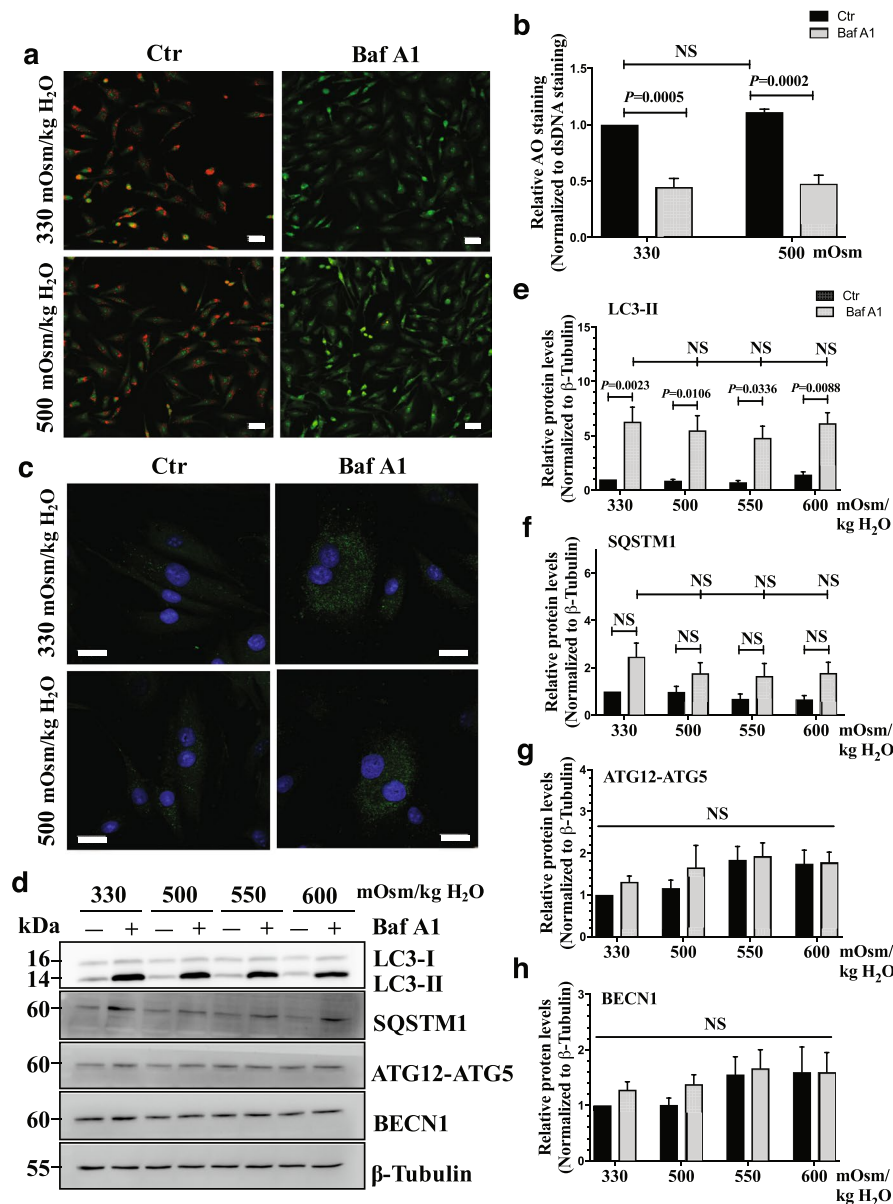 a
Ctr
Baf A1
330 mOsm/kg H2O
500 mOsm/kg H2O
b
Ctr
Baf A1
Relative AO staining
(Normalized to dsDNA staining)
1.5
1.0
0.5
0.0
NS
P=0.0005
P=0.0002
330
500
mOsm
c
Ctr
Baf A1
330 mOsm/kg H2O
500 mOsm/kg H2O
d
330
500
550
600
mOsm/kg H2O
kDa
— + — + — + — +
Baf A1
16
LC3-I
14
LC3-II
60
SQSTM1
60
ATG12-ATG5
60
BECN1
55
β-Tubulin
e
Ctr
Baf A1
LC3-II
Relative protein levels
(Normalized to β-Tubulin)
15
10
5
0
NS
NS
NS
P=0.0023
P=0.0106
P=0.0336
P=0.0088
330
500
550
600
mOsm/
kg H2O
f
SQSTM1
Relative protein levels
(Normalized to β-Tubulin)
6
4
2
0
NS
NS
NS
NS
NS
NS
NS
330
500
550
600
mOsm/
kg H2O
g
ATG12-ATG5
Relative protein levels
(Normalized to β-Tubulin)
4
3
2
1
0
NS
330
500
550
600
mOsm/
kg H2O
h
BECN1
Relative proten levels
(Normalized to β-Tubulin)
3
2
1
0
NS
330
500
550
600
mOsm/
kg H2O